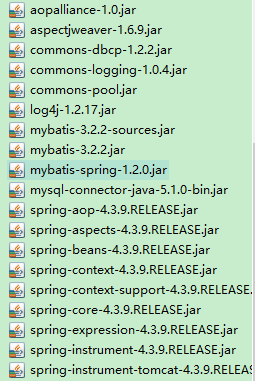 aopalliance-1.0.jar
aspectjweaver-1.6.9.jar
commons-dbcp-1.2.2.jar
commons-logging-1.0.4.jar
commons-pool.jar
log4j-1.2.17.jar
mybatis-3.2.2-sources.jar
mybatis-3.2.2.jar
mybatis-spring-1.2.0.jar
mysql-connector-java-5.1.0-bin.jar
spring-aop-4.3.9.RELEASE.jar
spring-aspects-4.3.9.RELEASE.jar
spring-beans-4.3.9.RELEASE.jar
spring-context-4.3.9.RELEASE.jar
spring-context-support-4.3.9.RELEASE.
spring-core-4.3.9.RELEASE.jar
spring-expression-4.3.9.RELEASE.jar
spring-instrument-4.3.9.RELEASE.jar
spring-instrument-tomcat-4.3.9.RELEASE